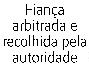 Fiança
arbitrada e
recolhida pela
autoridade